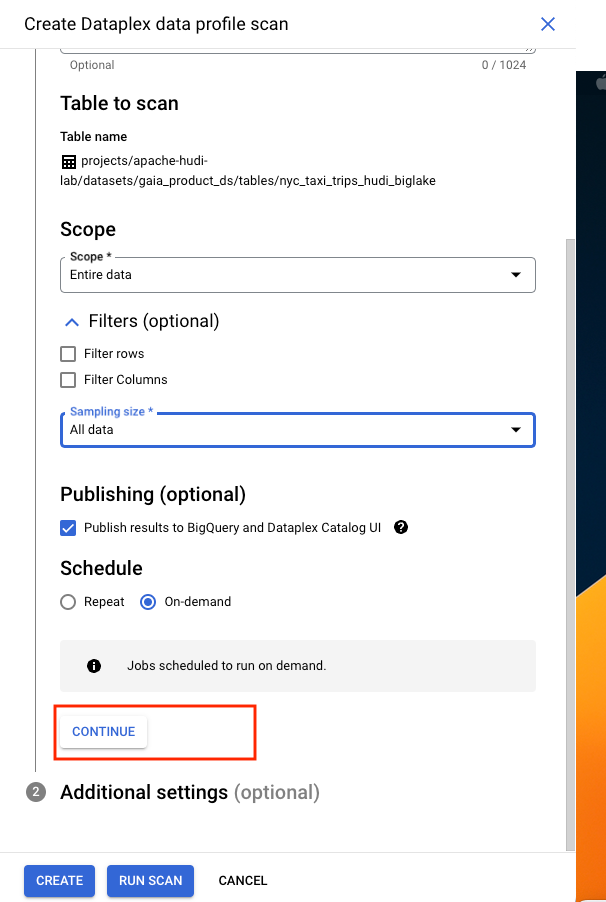 Create Dataplex data profile scan
Optional
0 / 1024
Table to scan
Table name
projects/apache-hudi-
lab/datasets/gaia_product_ds/tables/nyc_taxi_trips_hudi_biglake
Scope
Scope *
Entire data
Filters (optional)
Filter rows
Filter Columns
Sampling size *
All data
Publishing (optional)
Publish results to BigQuery and Dataplex Catalog UI
Schedule
Repeat
On-demand
Jobs scheduled to run on demand.
CONTINUE
2
Additional settings (optional)
CREATE
RUN SCAN
CANCEL